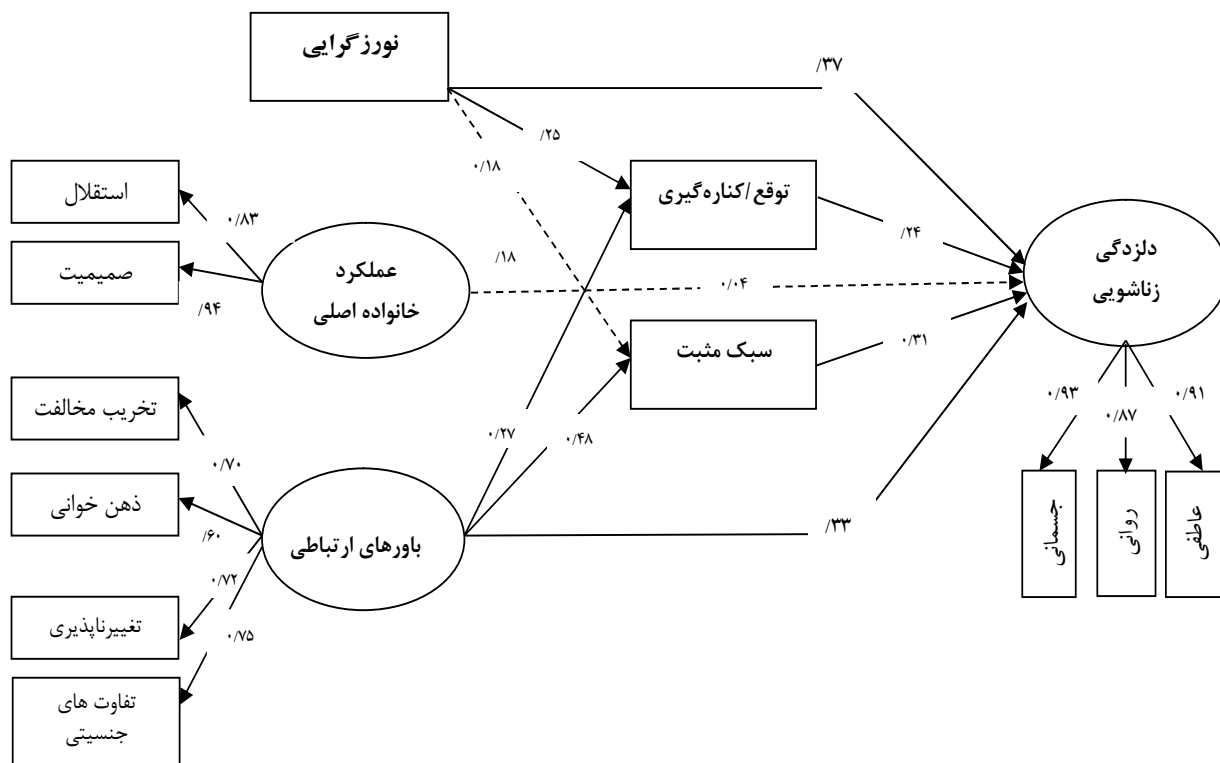 نورزگرایی
/۳۷
/۲۵
۰/۱۸
استقلال
۰/۸۳
توقع/کناره‌گیری
/۲۴
صمیمیت
/۹۴
عملکرد
خانواده اصلی
/۱۸
۰/۰۴
دلزدگی
زناشویی
سبک مثبت
۰/۳۱
تخریب مخالفت
۰/۷۰
۰/۲۷
۰/۴۸
۰/۹۳
۰/۸۷
۰/۹۱
ذهن خوانی
/۶۰
باورهای ارتباطی
/۳۳
جسمانی
روانی
عاطفی
۰/۷۲
تغییرناپذیری
۰/۷۵
تفاوت های
جنسیتی